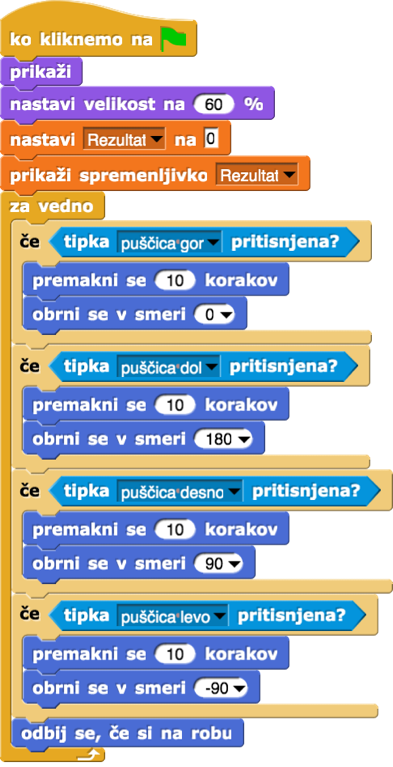 ko kliknemo na
prikaži
nastavi velikost na 60 %
nastavi Rezultat na 0
prikaži spremenljivko Rezultat
za vedno
če tipka puščica gor pritisnjena?
premakni se 10 korakov
obrni se v smeri 0
če tipka puščica dol pritisnjena?
premakni se 10 korakov
obrni se v smeri 180
če tipka puščica desno pritisnjena?
premakni se 10 korakov
obrni se v smeri 90
če tipka puščica levo pritisnjena?
premakni se 10 korakov
obrni se v smeri -90
odbij se, če si na robu